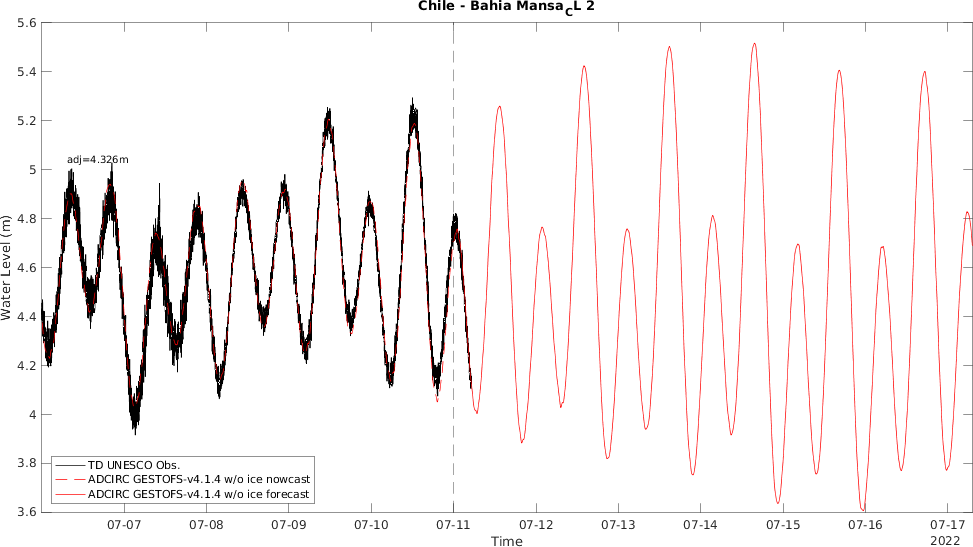 Chile - Bahia Mansa_CL 2
5.6
5.4
5.2
5
4.8
4.6
4.4
4.2
4
3.8
3.6
Water Level (m)
adj=4.326m
TD UNESCO Obs.
ADCIRC GESTOFS-v4.1.4 w/o ice nowcast
ADCIRC GESTOFS-v4.1.4 w/o ice forecast
07-07 07-08 07-09 07-10 07-11 07-12 07-13 07-14 07-15 07-16 07-17
Time
2022